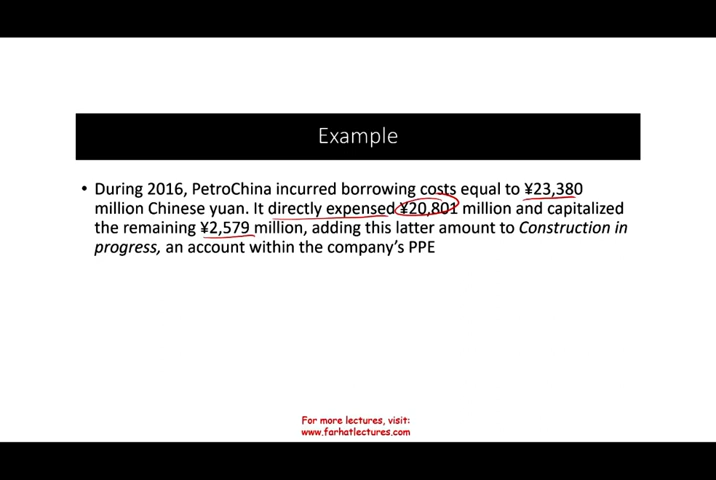 Example
• During 2016, PetroChina incurred borrowing costs equal to ¥23,380
million Chinese yuan. It directly expensed ¥20,801 million and capitalized
the remaining ¥2,579 million, adding this latter amount to Construction in
progress, an account within the company's PPE
For more lectures, visit:
www.farhatlectures.com